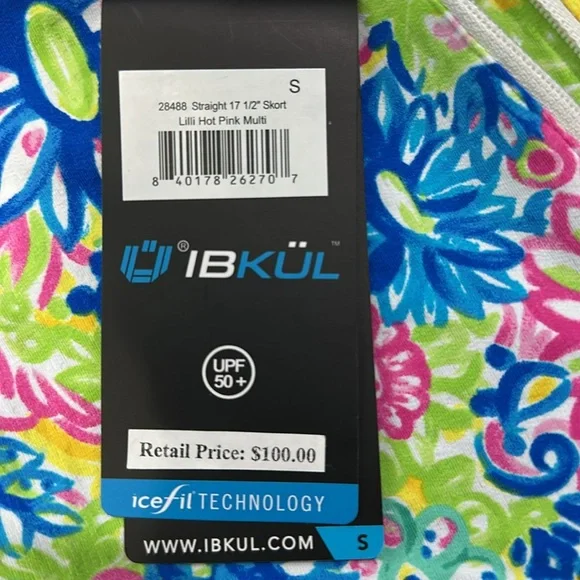 S
28488 Straight 17 1/2" Skort
Lilli Hot Pink Multi
8 40178 26270 7
® IBKÜL ™
UPF
50+
Retail Price: $100.00
icefil® TECHNOLOGY
WWW.IBKUL.COM S